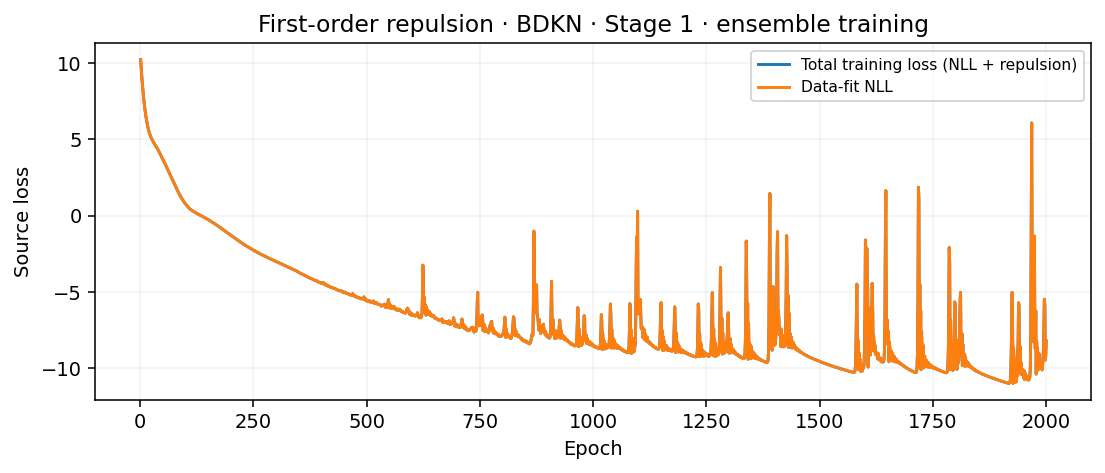 First-order repulsion · BDKN · Stage 1 · ensemble training
Total training loss (NLL + repulsion)
Data-fit NLL
Source loss
10
5
0
−5
−10
0 250 500 750 1000 1250 1500 1750 2000
Epoch